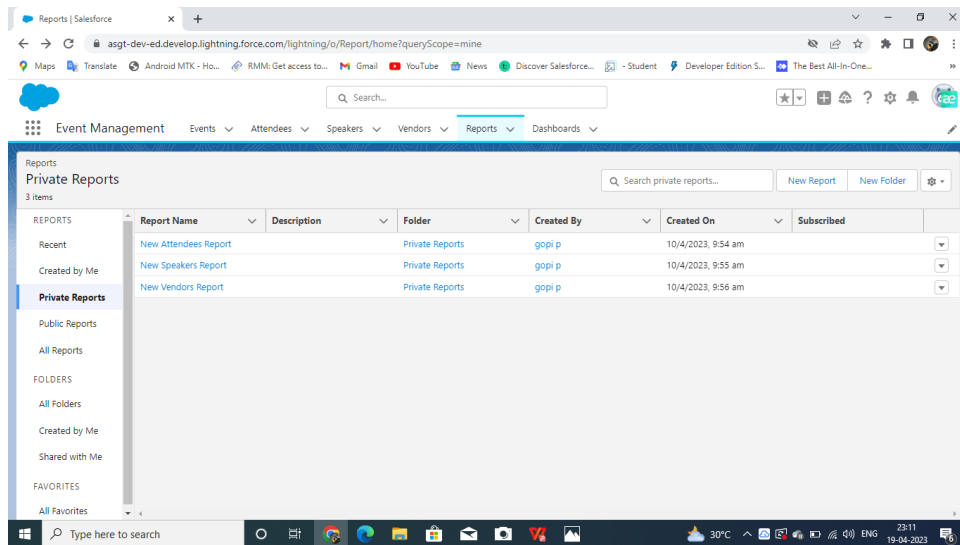 Reports | Salesforce
asgt-dev-ed.develop.lightning.force.com/lightning/o/Report/home?queryScope=mine
Maps Translate Android MTK - Ho... RMM: Get access to... Gmail YouTube News Discover Salesforce... - Student Developer Edition S... The Best All-In-One...
Search...
Event Management Events Attendees Speakers Vendors Reports Dashboards
Reports
Private Reports
3 items
Search private reports... New Report New Folder
REPORTS
Recent
Created by Me
Private Reports
Public Reports
All Reports
FOLDERS
All Folders
Created by Me
Shared with Me
FAVORITES
All Favorites
Report Name Description Folder Created By Created On Subscribed
New Attendees Report Private Reports gopi p 10/4/2023, 9:54 am
New Speakers Report Private Reports gopi p 10/4/2023, 9:55 am
New Vendors Report Private Reports gopi p 10/4/2023, 9:56 am
Type here to search
30°C ENG 23:11
19-04-2023
6